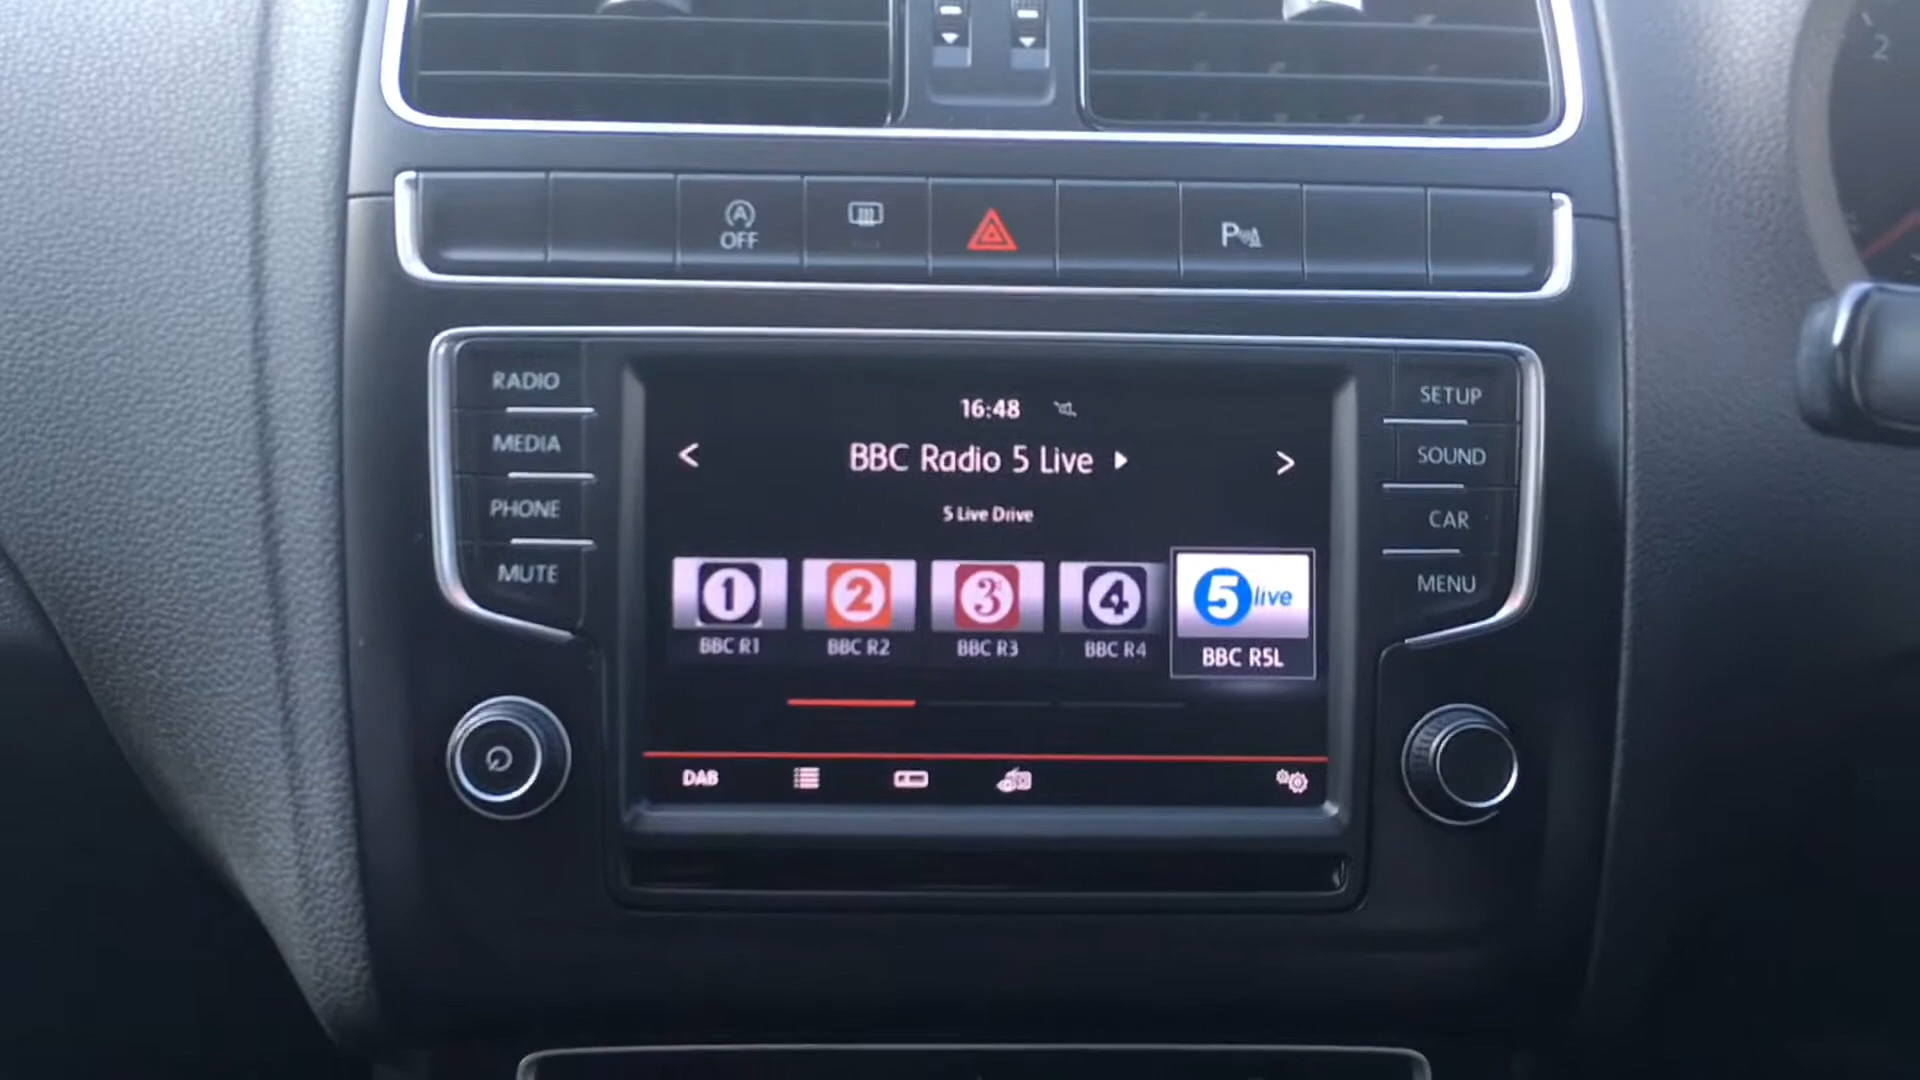 2
A
OFF
P
RADIO
MEDIA
PHONE
MUTE
SETUP
SOUND
CAR
MENU
16:48
< BBC Radio 5 Live >
5 Live Drive
1 2 3 4 5 live
BBC R1 BBC R2 BBC R3 BBC R4 BBC R5L
DAB